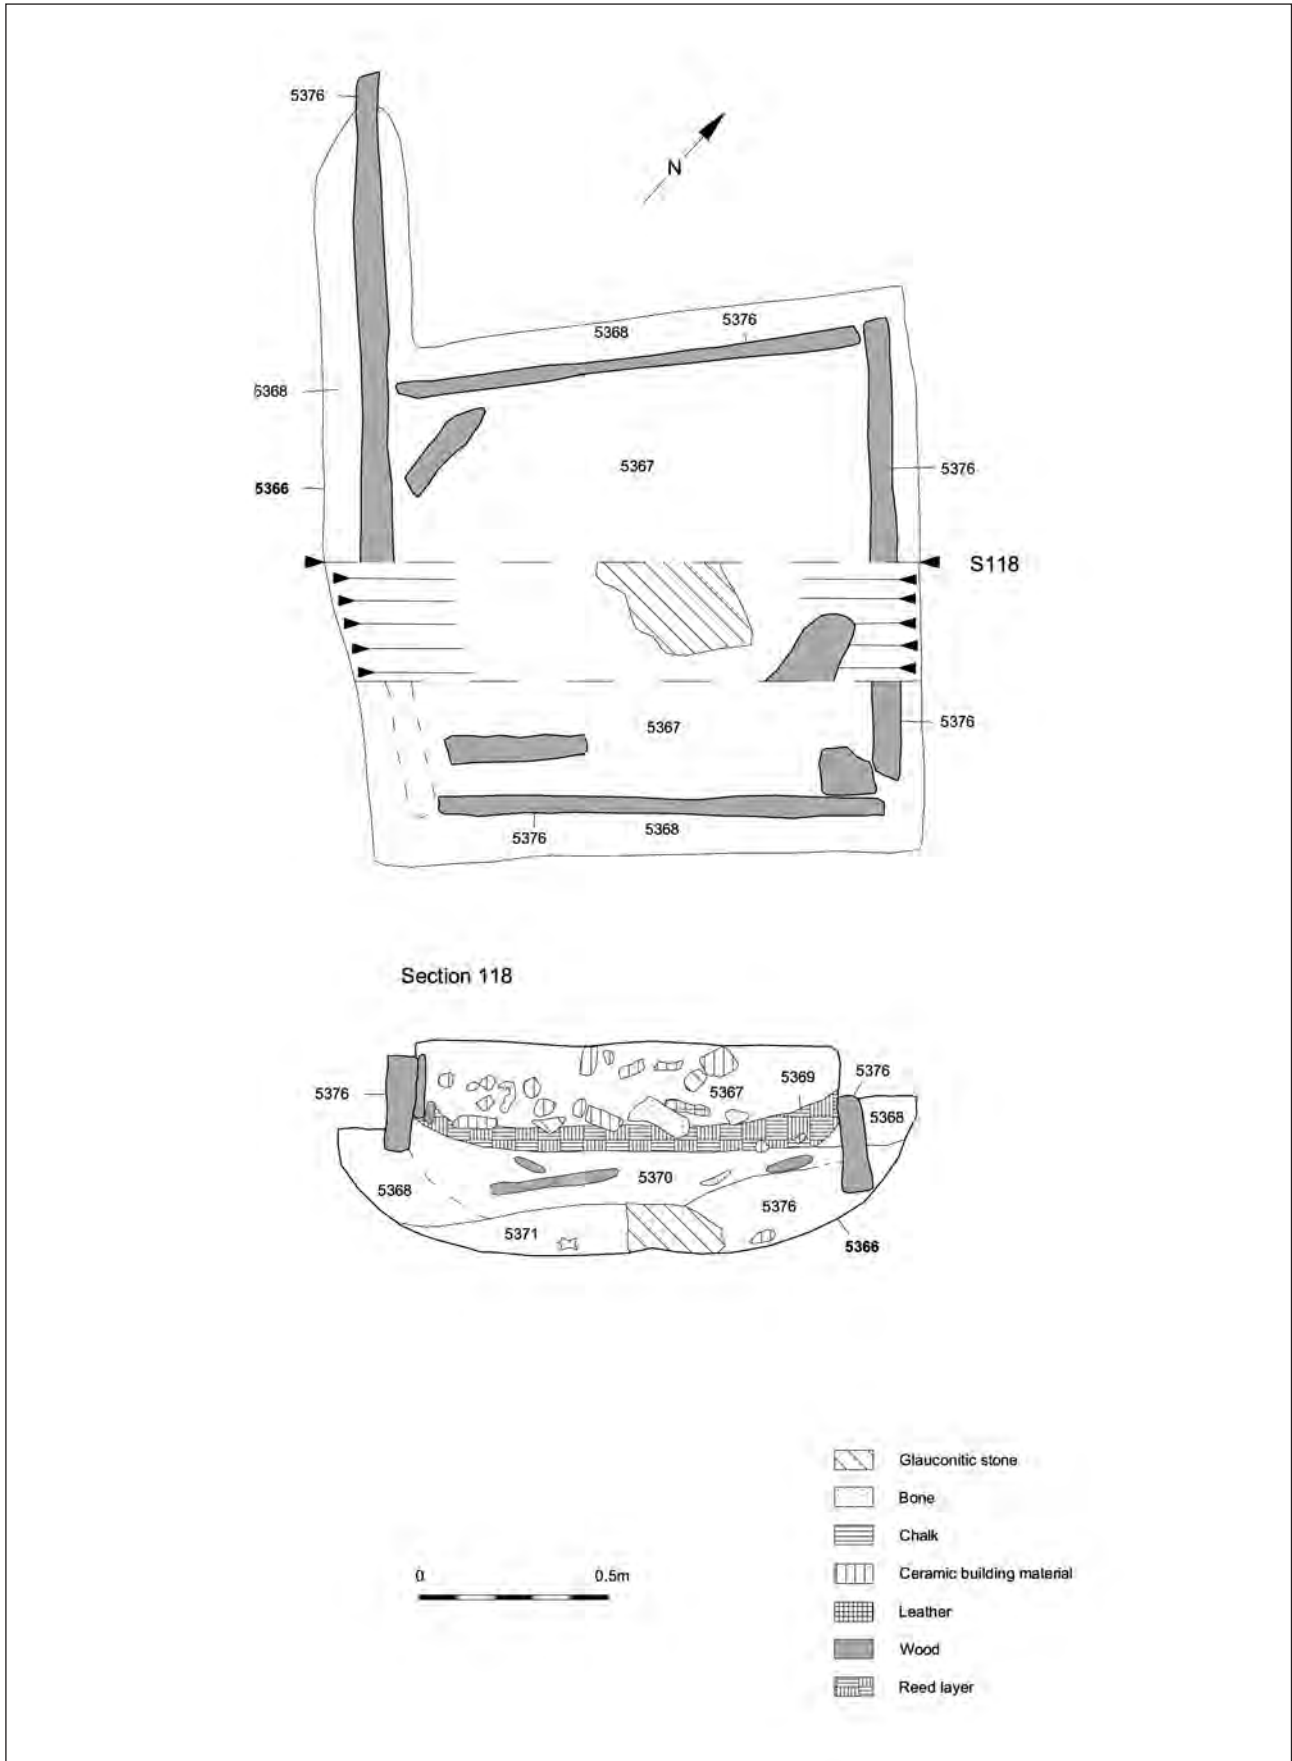 5376
N
5368
5376
5368
5367
5376
5366
S118
5367
5376
5376
5368
Section 118
5376
5367
5369
5376
5368
5368
5370
5376
5371
5366
Glauconitic stone
Bone
Chalk
0
0.5m
Ceramic building material
Leather
Wood
Reed layer